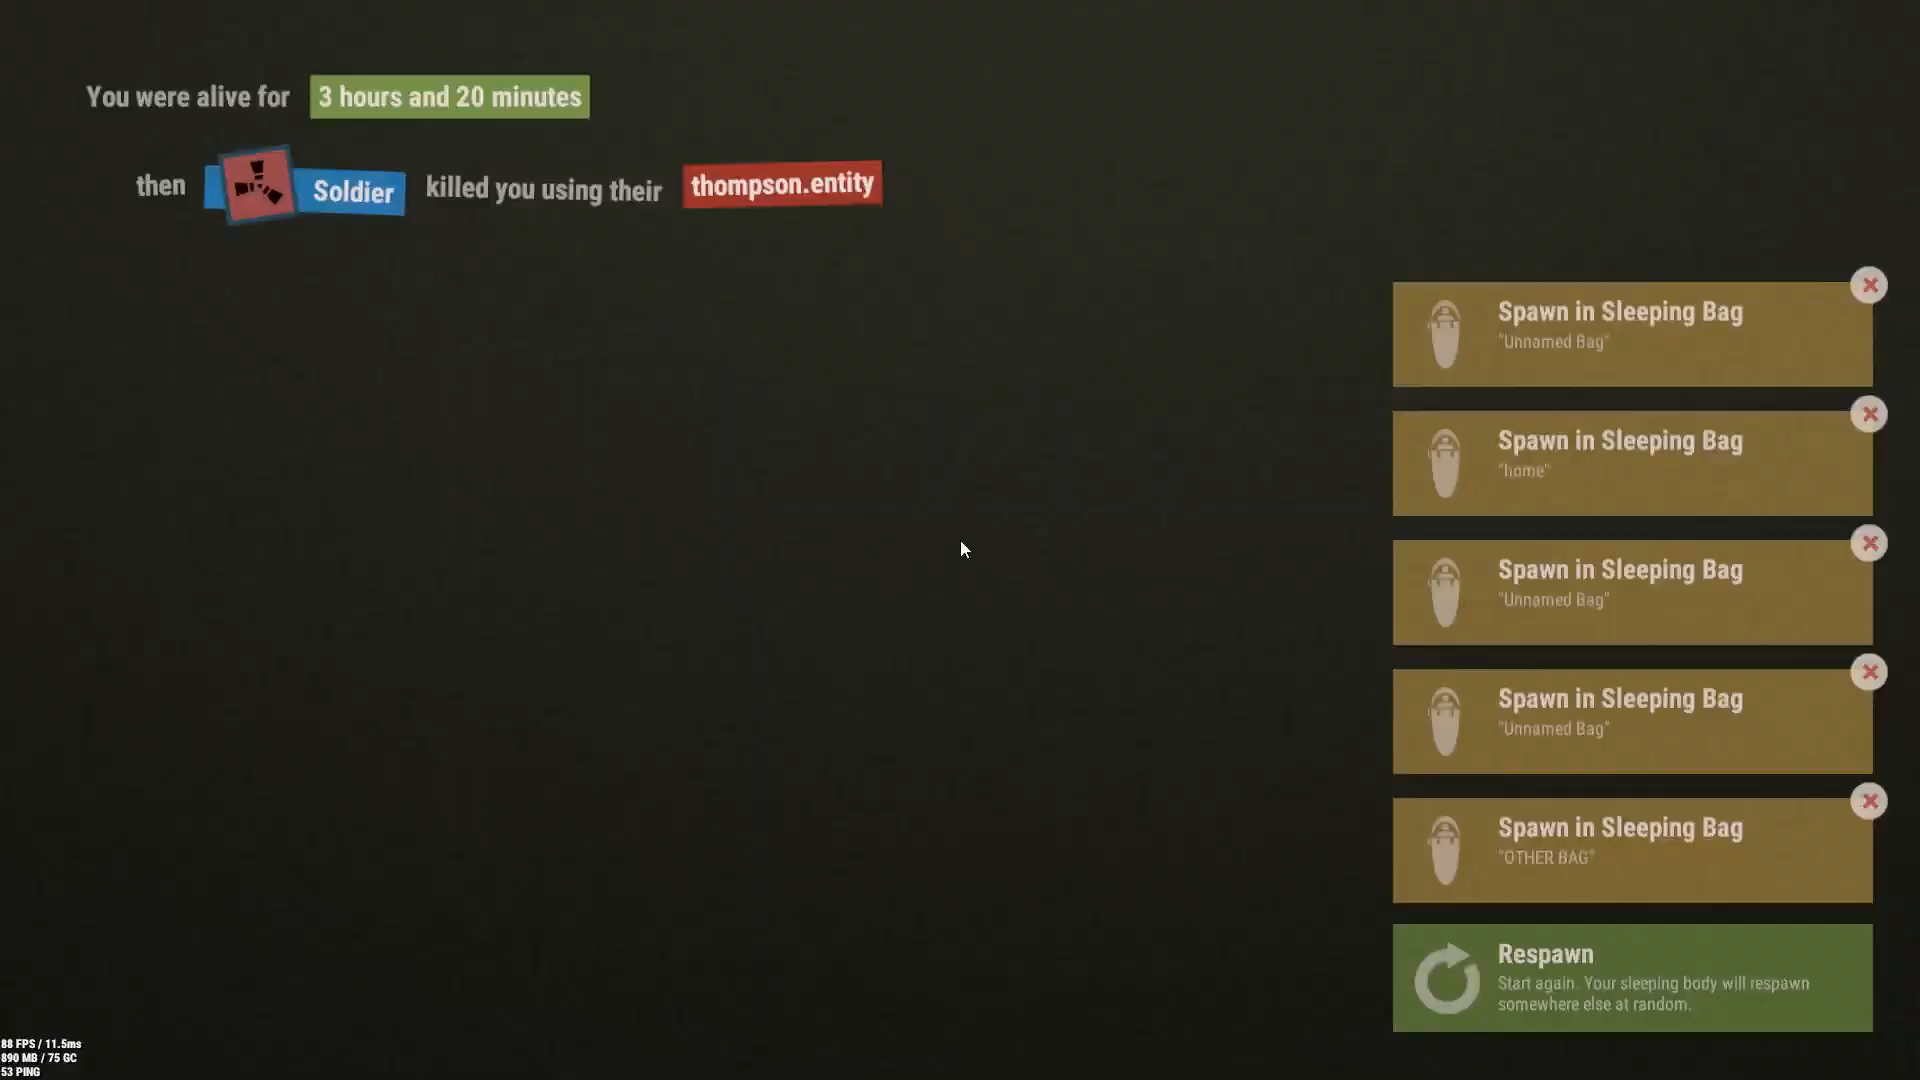 You were alive for 3 hours and 20 minutes
then Soldier killed you using their thompson.entity
Spawn in Sleeping Bag
"Unnamed Bag"
Spawn in Sleeping Bag
"home"
Spawn in Sleeping Bag
"Unnamed Bag"
Spawn in Sleeping Bag
"Unnamed Bag"
Spawn in Sleeping Bag
"OTHER BAG"
Respawn
Start again. Your sleeping body will respawn
somewhere else at random.
88 FPS / 11.5ms
890 MB / 75 GC
53 PING